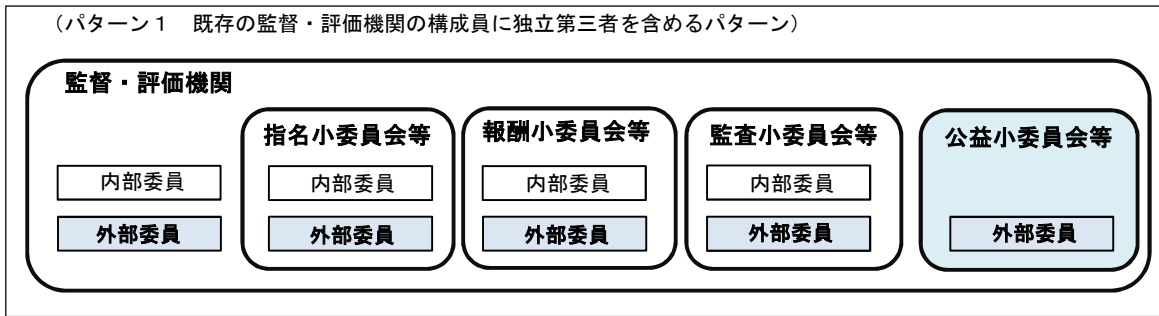 （パターン１　既存の監督・評価機関の構成員に独立第三者を含めるパターン）
監督・評価機関
指名小委員会等　報酬小委員会等　監査小委員会等　公益小委員会等
内部委員　内部委員　内部委員　内部委員
外部委員　外部委員　外部委員　外部委員　外部委員